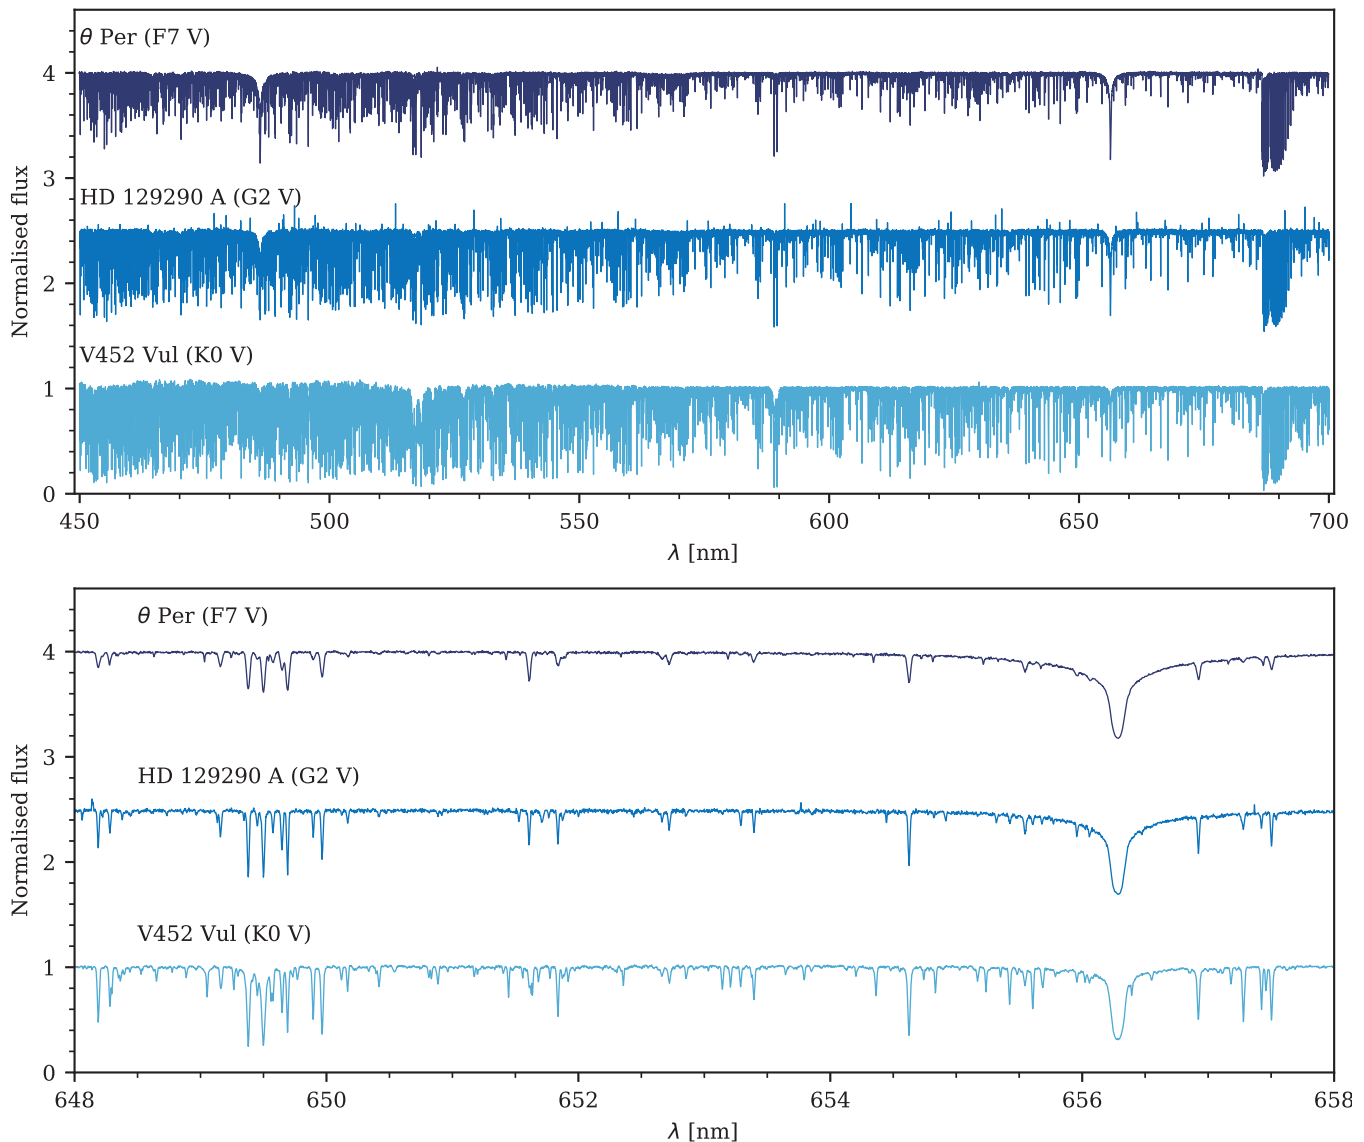 θ Per (F7 V)
4
3
HD 129290 A (G2 V)
2
V452 Vul (K0 V)
1
0
Normalised flux
450 500 550 600 650 700
λ [nm]
θ Per (F7 V)
4
3
HD 129290 A (G2 V)
2
V452 Vul (K0 V)
1
0
Normalised flux
648 650 652 654 656 658
λ [nm]